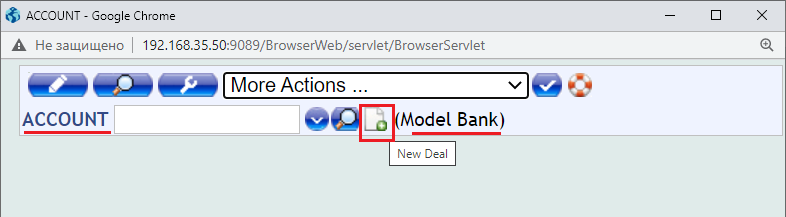 ACCOUNT - Google Chrome
Не защищено 192.168.35.50:9089/BrowserWeb/servlet/BrowserServlet
More Actions ...
ACCOUNT (Model Bank)
New Deal